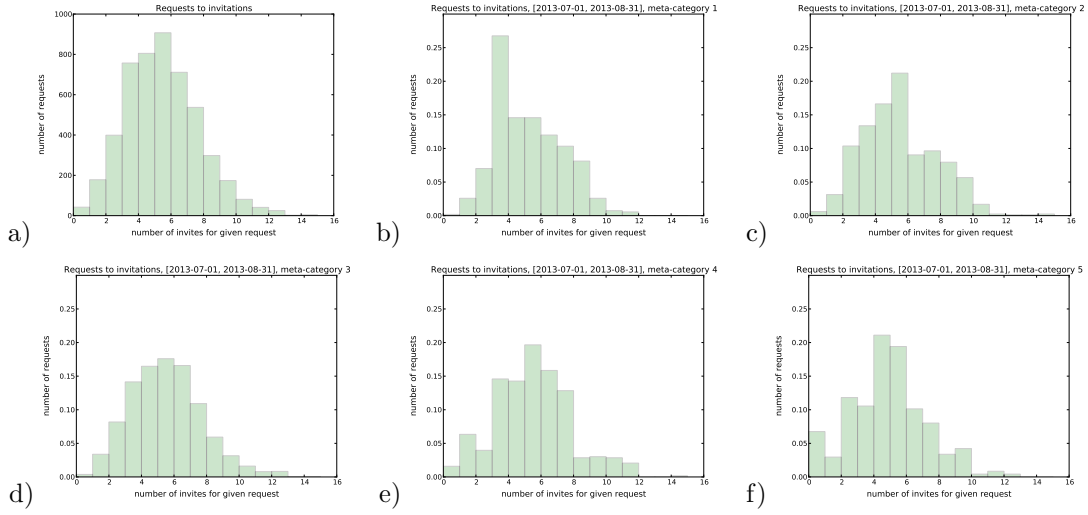 Requests to invitations
1000
800
600
400
200
0
0 2 4 6 8 10 12 14 16
number of requests
number of invites for given request
a)
Requests to invitations, [2013-07-01, 2013-08-31], meta-category 1
0.25
0.20
0.15
0.10
0.05
0.00
0 2 4 6 8 10 12 14 16
number of requests
number of invites for given request
b)
Requests to invitations, [2013-07-01, 2013-08-31], meta-category 2
0.25
0.20
0.15
0.10
0.05
0.00
0 2 4 6 8 10 12 14 16
number of requests
number of invites for given request
c)
Requests to invitations, [2013-07-01, 2013-08-31], meta-category 3
0.25
0.20
0.15
0.10
0.05
0.00
0 2 4 6 8 10 12 14 16
number of requests
number of invites for given request
d)
Requests to invitations, [2013-07-01, 2013-08-31], meta-category 4
0.25
0.20
0.15
0.10
0.05
0.00
0 2 4 6 8 10 12 14 16
number of requests
number of invites for given request
e)
Requests to invitations, [2013-07-01, 2013-08-31], meta-category 5
0.25
0.20
0.15
0.10
0.05
0.00
0 2 4 6 8 10 12 14 16
number of requests
number of invites for given request
f)